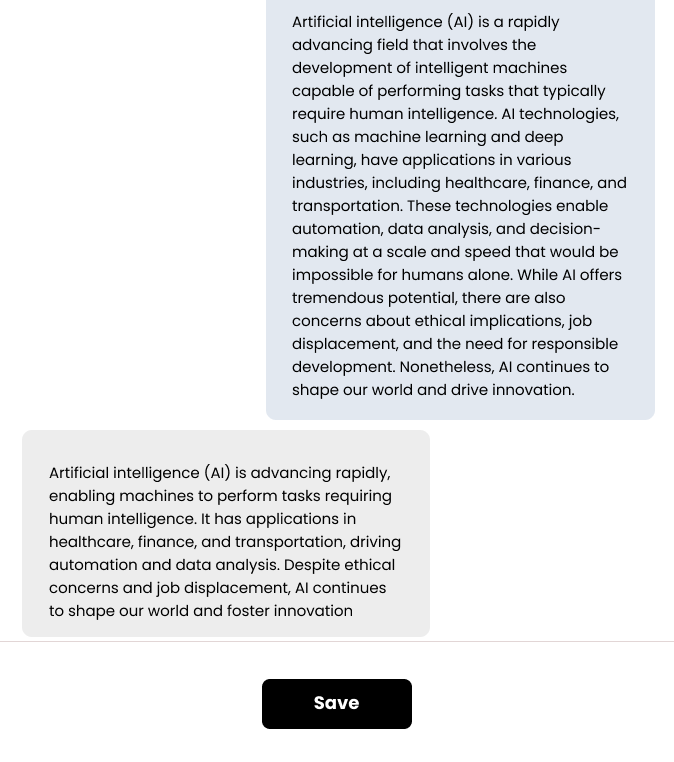 Artificial intelligence (AI) is a rapidly
advancing field that involves the
development of intelligent machines
capable of performing tasks that typically
require human intelligence. AI technologies,
such as machine learning and deep
learning, have applications in various
industries, including healthcare, finance, and
transportation. These technologies enable
automation, data analysis, and decision-
making at a scale and speed that would be
impossible for humans alone. While AI offers
tremendous potential, there are also
concerns about ethical implications, job
displacement, and the need for responsible
development. Nonetheless, AI continues to
shape our world and drive innovation.
Artificial intelligence (AI) is advancing rapidly,
enabling machines to perform tasks requiring
human intelligence. It has applications in
healthcare, finance, and transportation, driving
automation and data analysis. Despite ethical
concerns and job displacement, AI continues
to shape our world and foster innovation
Save